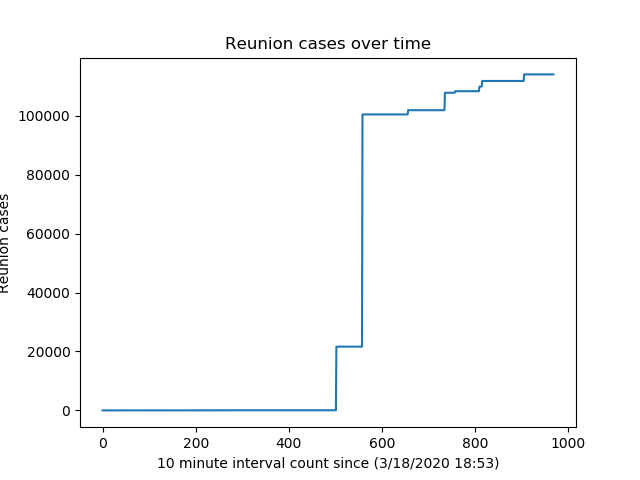 Reunion cases over time
Reunion cases
100000
80000
60000
40000
20000
0
0 200 400 600 800 1000
10 minute interval count since (3/18/2020 18:53)